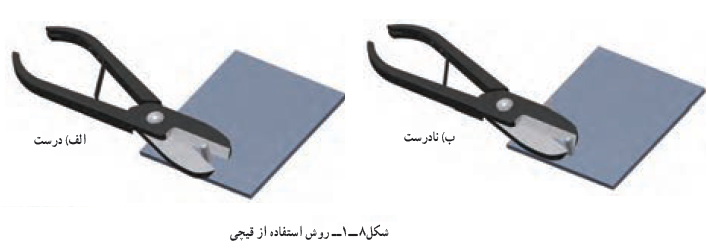 الف) درست
ب) نادرست
شکل۸ــ۱ــ روش استفاده از قیچی